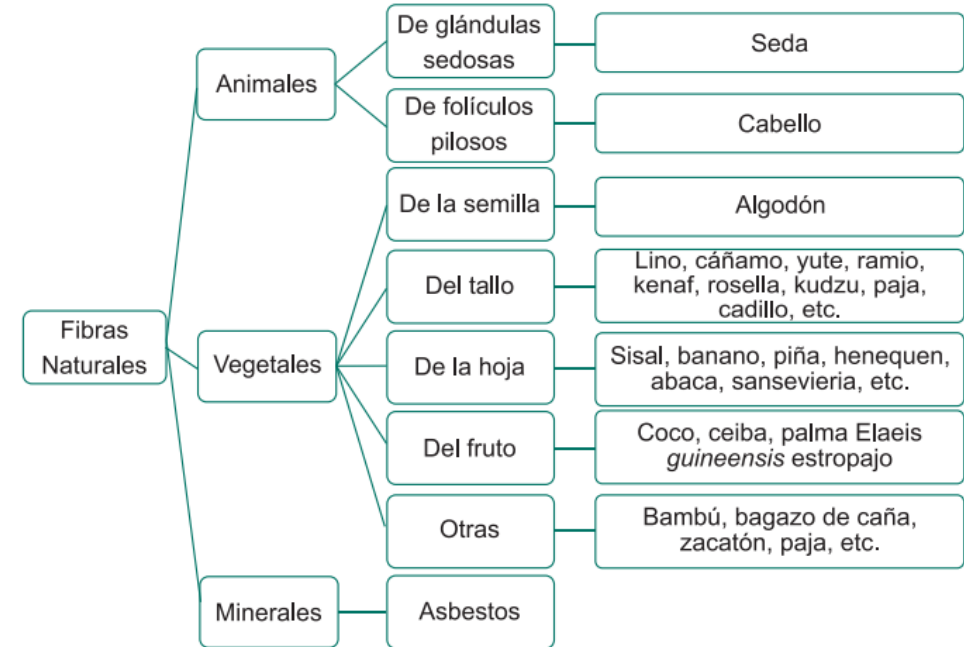 Fibras
Naturales
Animales
De glándulas
sedosas
Seda
De folículos
pilosos
Cabello
Vegetales
De la semilla
Algodón
Del tallo
Lino, cáñamo, yute, ramio,
kenaf, rosella, kudzu, paja,
cadillo, etc.
De la hoja
Sisal, banano, piña, henequen,
abaca, sansevieria, etc.
Del fruto
Coco, ceiba, palma Elaeis
guineensis estropajo
Otras
Bambú, bagazo de caña,
zacatón, paja, etc.
Minerales
Asbestos